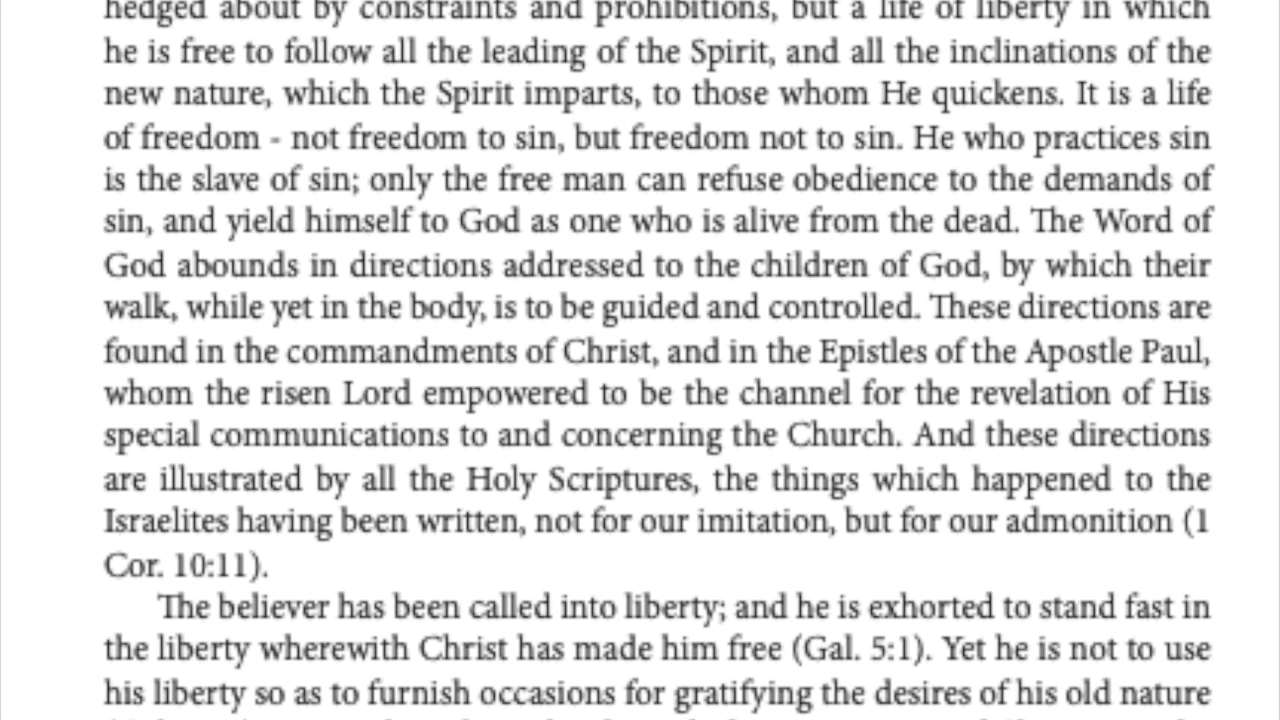 hedged about by constraints and prohibitions, but a life of liberty in which
he is free to follow all the leading of the Spirit, and all the inclinations of the
new nature, which the Spirit imparts, to those whom He quickens. It is a life
of freedom - not freedom to sin, but freedom not to sin. He who practices sin
is the slave of sin; only the free man can refuse obedience to the demands of
sin, and yield himself to God as one who is alive from the dead. The Word of
God abounds in directions addressed to the children of God, by which their
walk, while yet in the body, is to be guided and controlled. These directions are
found in the commandments of Christ, and in the Epistles of the Apostle Paul,
whom the risen Lord empowered to be the channel for the revelation of His
special communications to and concerning the Church. And these directions
are illustrated by all the Holy Scriptures, the things which happened to the
Israelites having been written, not for our imitation, but for our admonition (1
Cor. 10:11).
The believer has been called into liberty; and he is exhorted to stand fast in
the liberty wherewith Christ has made him free (Gal. 5:1). Yet he is not to use
his liberty so as to furnish occasions for gratifying the desires of his old nature